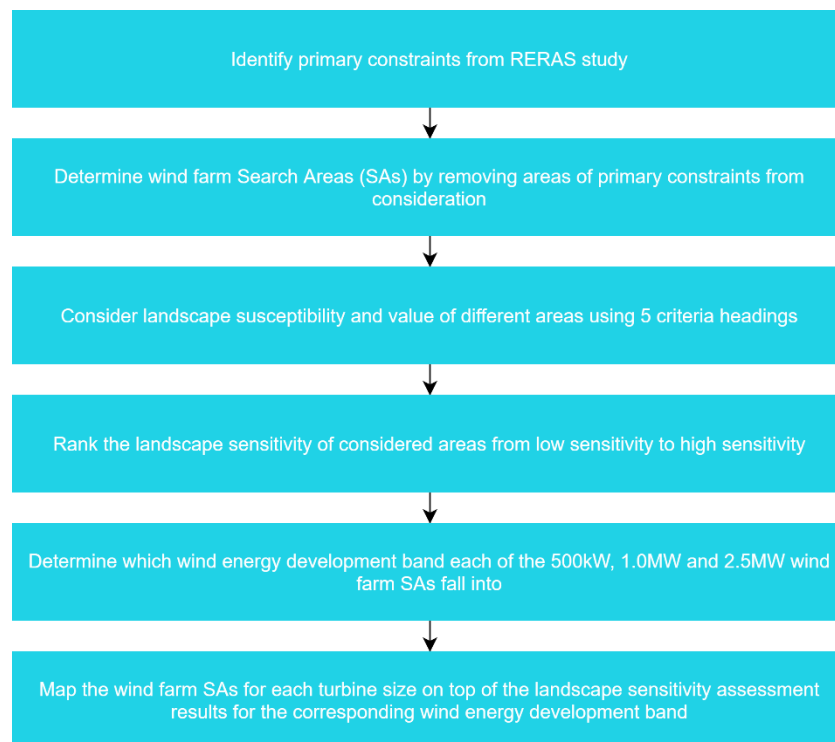 Identify primary constraints from RERAS study
Determine wind farm Search Areas (SAs) by removing areas of primary constraints from
consideration
Consider landscape susceptibility and value of different areas using 5 criteria headings
Rank the landscape sensitivity of considered areas from low sensitivity to high sensitivity
Determine which wind energy development band each of the 500kW, 1.0MW and 2.5MW wind
farm SAs fall into
Map the wind farm SAs for each turbine size on top of the landscape sensitivity assessment
results for the corresponding wind energy development band